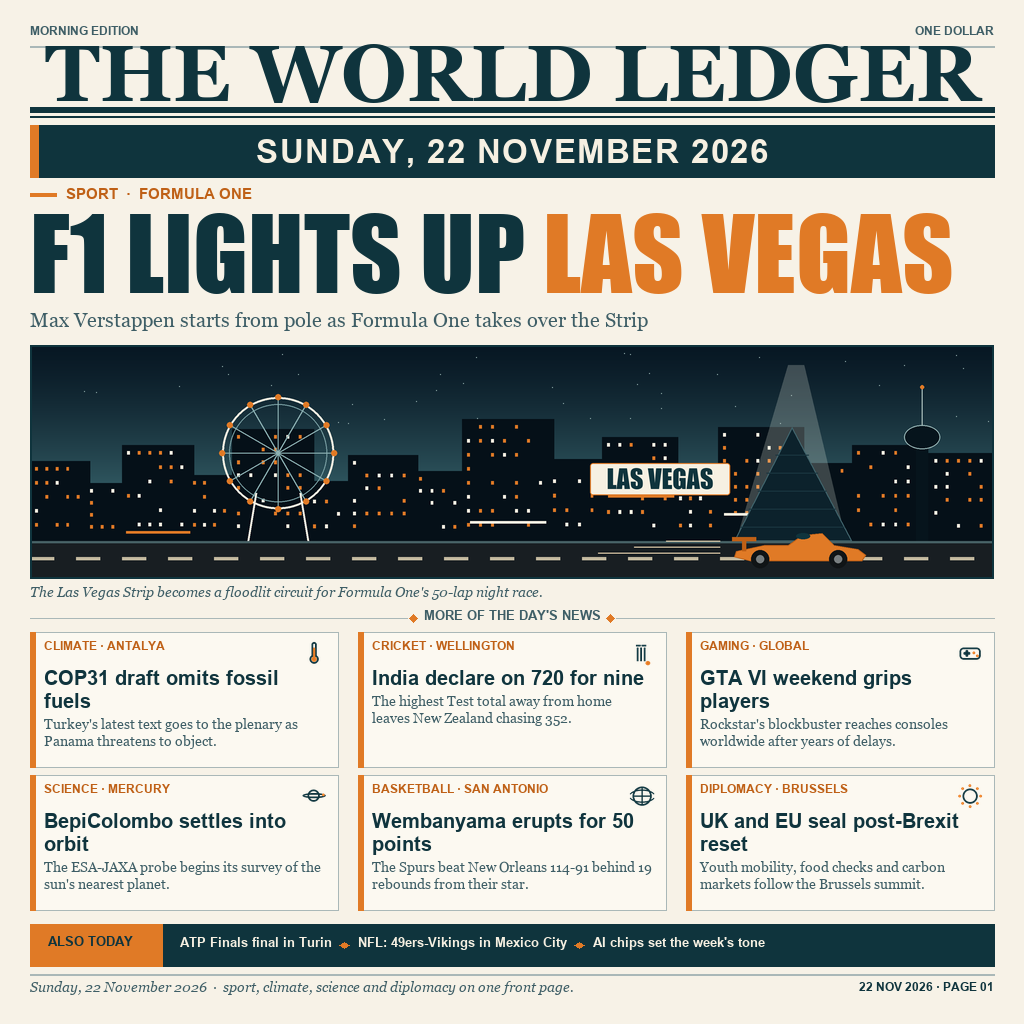 MORNING EDITION
ONE DOLLAR
THE WORLD LEDGER
SUNDAY, 22 NOVEMBER 2026
SPORT · FORMULA ONE
F1 LIGHTS UP LAS VEGAS
Max Verstappen starts from pole as Formula One takes over the Strip
LAS VEGAS
The Las Vegas Strip becomes a floodlit circuit for Formula One's 50-lap night race.
MORE OF THE DAY'S NEWS
CLIMATE · ANTALYA
COP31 draft omits fossil
fuels
Turkey's latest text goes to the plenary as
Panama threatens to object.
CRICKET · WELLINGTON
India declare on 720 for nine
The highest Test total away from home
leaves New Zealand chasing 352.
GAMING · GLOBAL
GTA VI weekend grips
players
Rockstar's blockbuster reaches consoles
worldwide after years of delays.
SCIENCE · MERCURY
BepiColombo settles into
orbit
The ESA-JAXA probe begins its survey of the
sun's nearest planet.
BASKETBALL · SAN ANTONIO
Wembanyama erupts for 50
points
The Spurs beat New Orleans 114-91 behind 19
rebounds from their star.
DIPLOMACY · BRUSSELS
UK and EU seal post-Brexit
reset
Youth mobility, food checks and carbon
markets follow the Brussels summit.
ALSO TODAY
ATP Finals final in Turin ◆ NFL: 49ers-Vikings in Mexico City ◆ AI chips set the week's tone
Sunday, 22 November 2026 · sport, climate, science and diplomacy on one front page.
22 NOV 2026 · PAGE 01